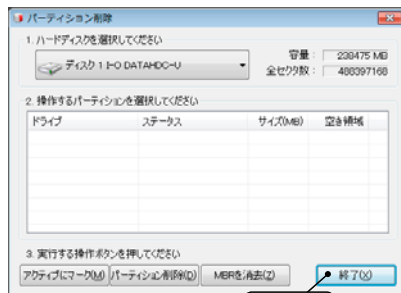 パーティション削除
1. ハードディスクを選択してください
ディスク 1 I-O DATAHDC-U
容量: 238475 MB
全セクタ数: 488397168
2. 操作するパーティションを選択してください
ドライブ ステータス サイズ(MB) 空き領域
3. 実行する操作ボタンを押してください
アクティブにマーク(M) パーティション削除(D) MBRを消去(Z) 終了(X)